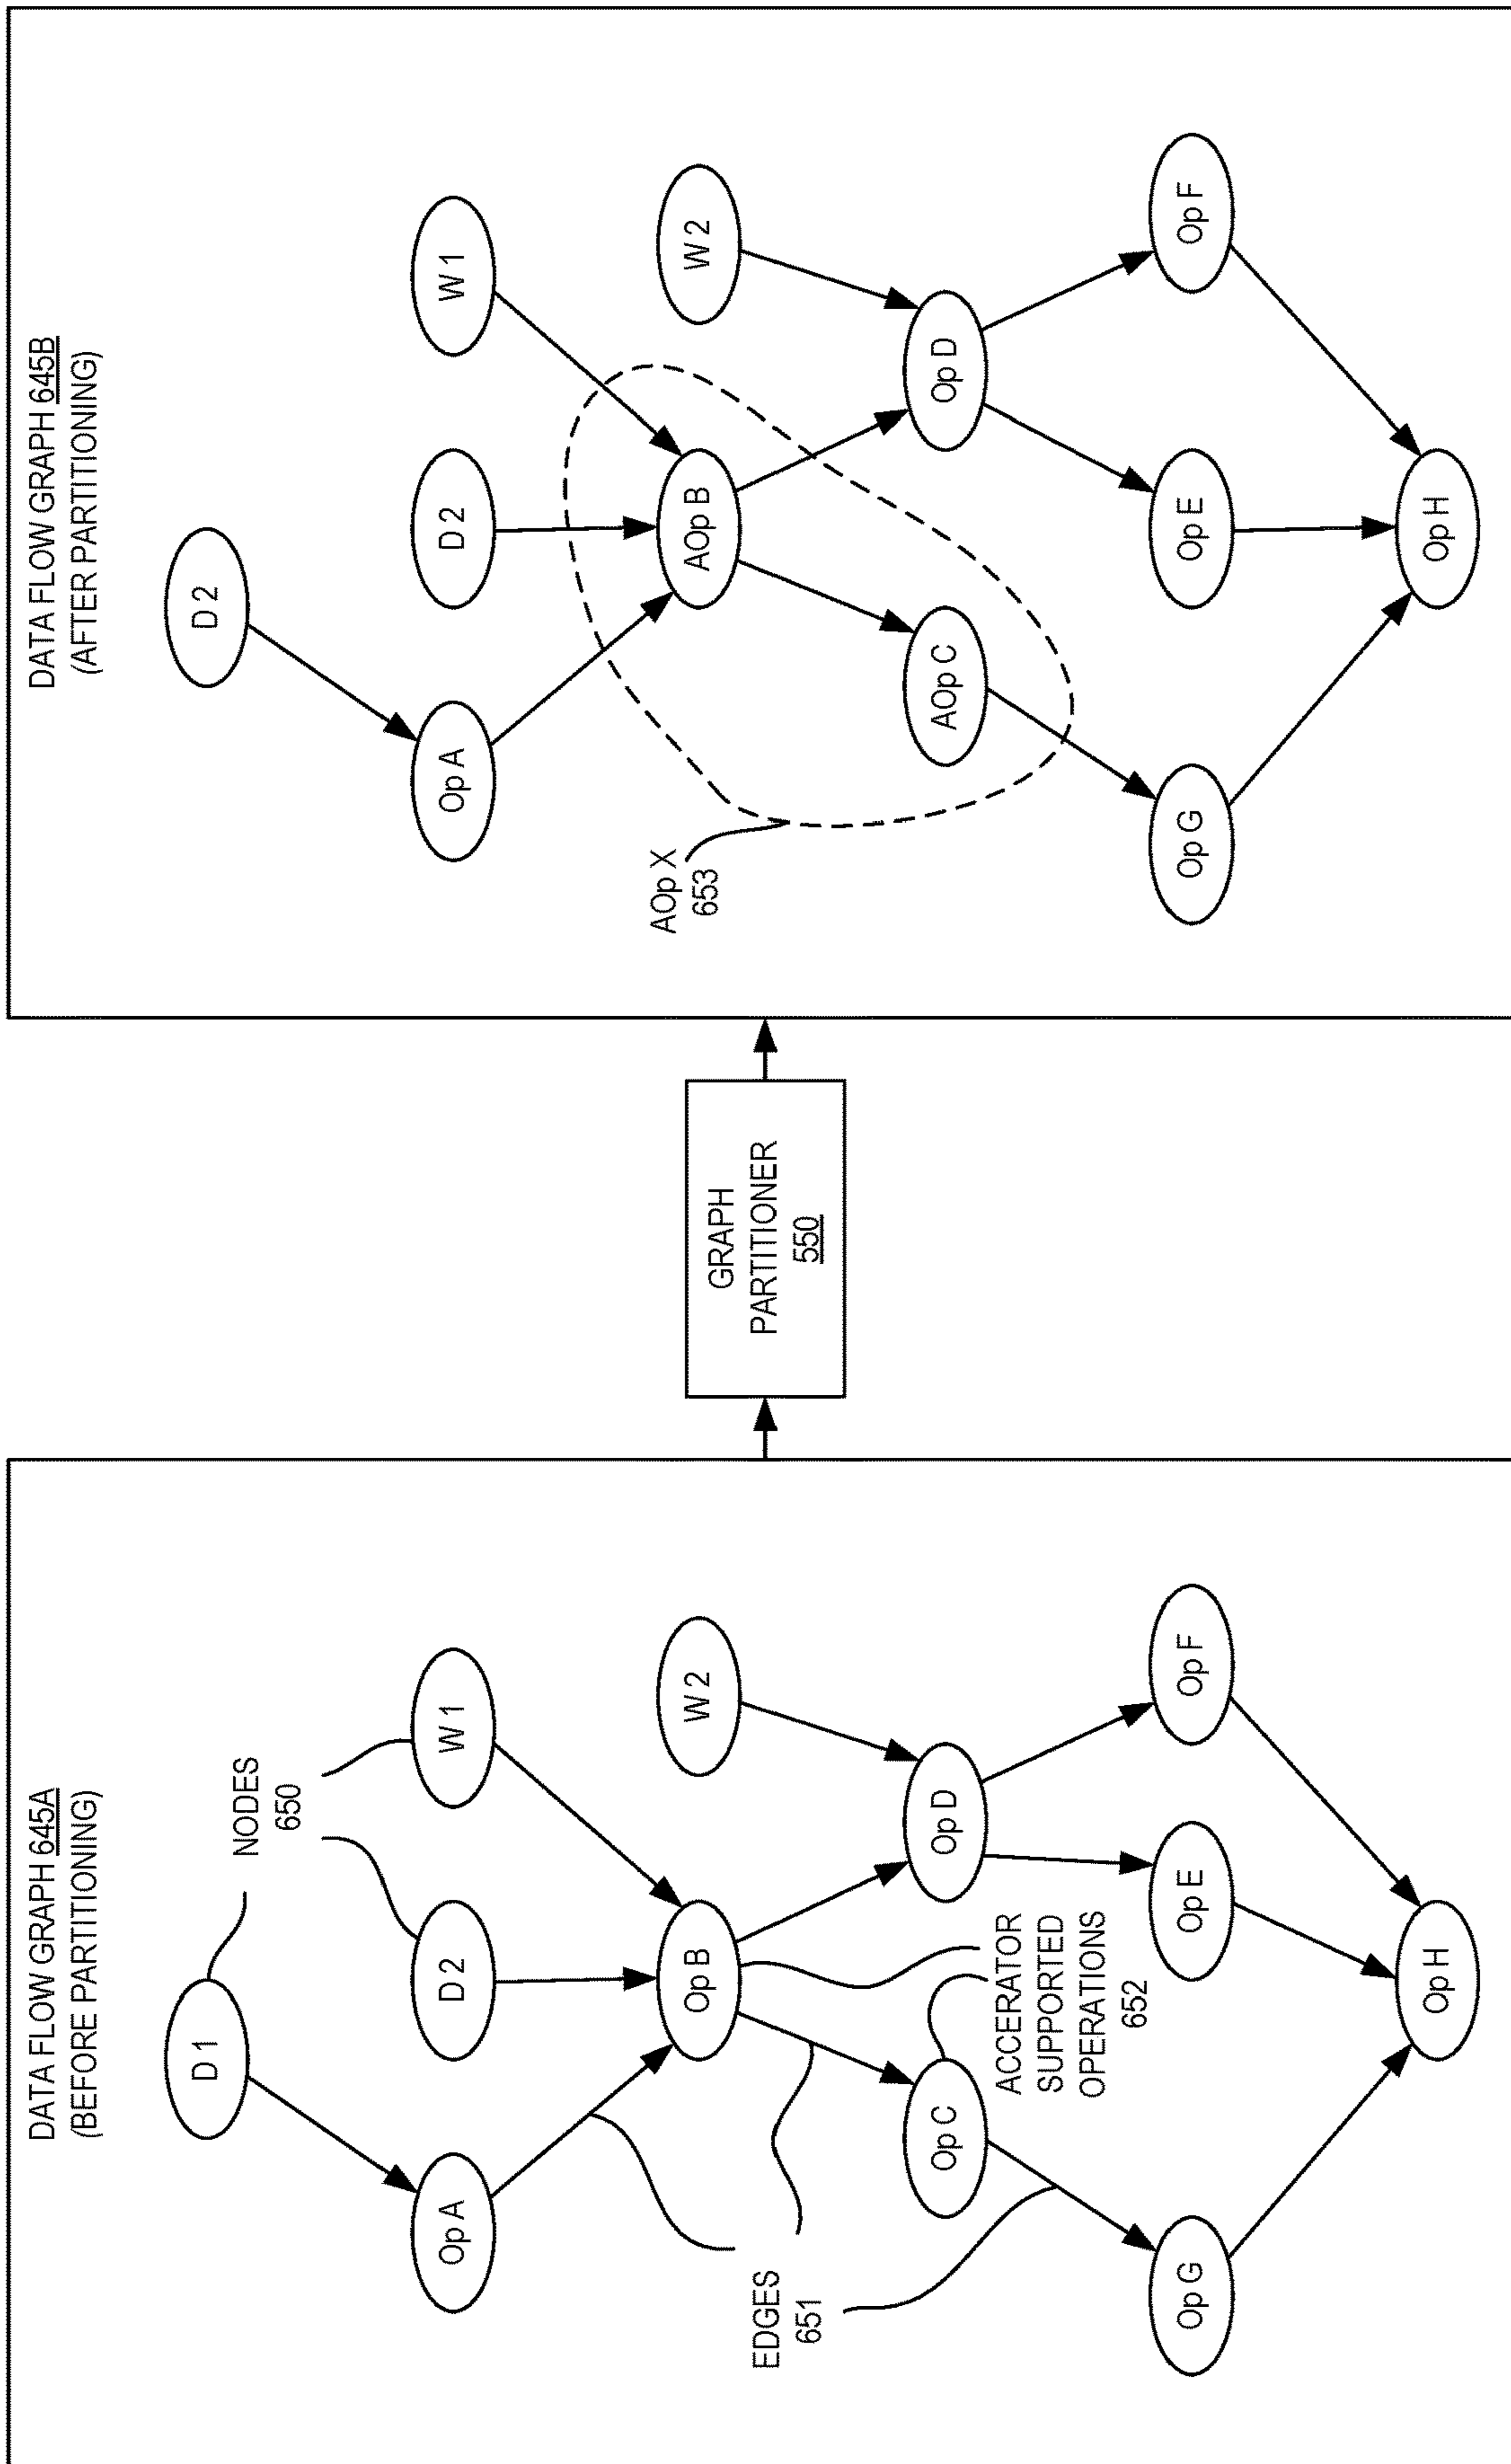 DATA FLOW GRAPH 645A
(BEFORE PARTITIONING)
D 1
NODES
650
Op A
D 2
W 1
EDGES
651
Op B
W 2
Op C
Op D
ACCERATOR
SUPPORTED
OPERATIONS
652
Op G
Op E
Op F
Op H
GRAPH
PARTITIONER
550
DATA FLOW GRAPH 645B
(AFTER PARTITIONING)
D 2
Op A
D 2
W 1
AOp X
653
AOp B
W 2
AOp C
Op D
Op G
Op E
Op F
Op H